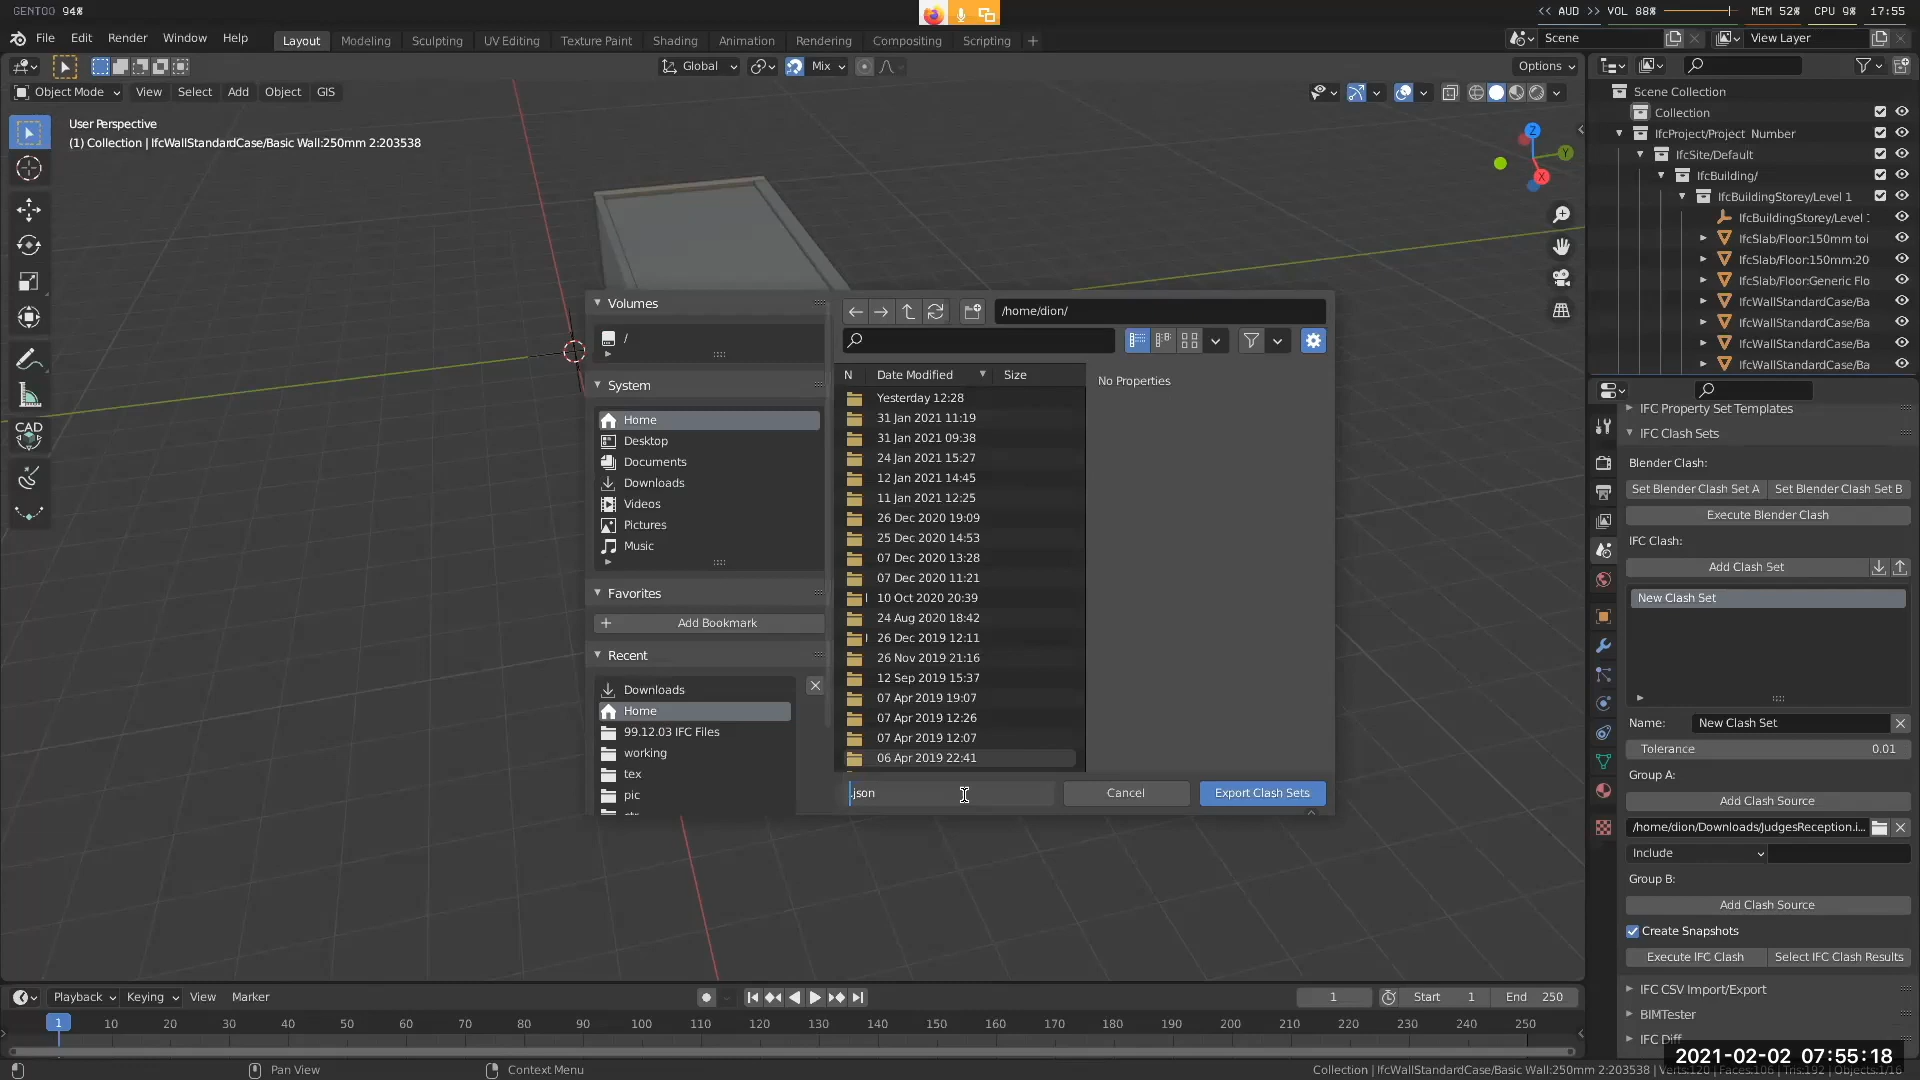 GENTOO 94%
<< AUD >> VOL 88% MEM 52% CPU 9% 17:55
File Edit Render Window Help
Layout Modeling Sculpting UV Editing Texture Paint Shading Animation Rendering Compositing Scripting +
Scene View Layer
Global Mix Options
Object Mode View Select Add Object GIS
User Perspective
(1) Collection | IfcWallStandardCase/Basic Wall:250mm 2:203538
Z
Y
X
CAD
Scene Collection
Collection
IfcProject/Project Number
IfcSite/Default
IfcBuilding/
IfcBuildingStorey/Level 1
IfcBuildingStorey/Level
IfcSlab/Floor:150mm toi
IfcSlab/Floor:150mm:20
IfcSlab/Floor:Generic Flo
IfcWallStandardCase/Ba
IfcWallStandardCase/Ba
IfcWallStandardCase/Ba
IfcWallStandardCase/Ba
Volumes
/
System
Home
Desktop
Documents
Downloads
Videos
Pictures
Music
Favorites
+ Add Bookmark
Recent
Downloads
Home
99.12.03 IFC Files
working
tex
pic
/home/dion/
N Date Modified Size
Yesterday 12:28
31 Jan 2021 11:19
31 Jan 2021 09:38
24 Jan 2021 15:27
12 Jan 2021 14:45
11 Jan 2021 12:25
26 Dec 2020 19:09
25 Dec 2020 14:53
07 Dec 2020 13:28
07 Dec 2020 11:21
10 Oct 2020 20:39
24 Aug 2020 18:42
26 Dec 2019 12:11
26 Nov 2019 21:16
12 Sep 2019 15:37
07 Apr 2019 19:07
07 Apr 2019 12:26
07 Apr 2019 12:07
06 Apr 2019 22:41
No Properties
.json Cancel Export Clash Sets
IFC Property Set Templates
IFC Clash Sets
Blender Clash:
Set Blender Clash Set A Set Blender Clash Set B
Execute Blender Clash
IFC Clash:
Add Clash Set
New Clash Set
Name: New Clash Set
Tolerance 0.01
Group A:
Add Clash Source
/home/dion/Downloads/JudgesReception.i...
Include
Group B:
Add Clash Source
Create Snapshots
Execute IFC Clash Select IFC Clash Results
IFC CSV Import/Export
BIMTester
IFC Diff
Playback Keying View Marker 1 Start 1 End 250
1 10 20 30 40 50 60 70 80 90 100 110 120 130 140 150 160 170 180 190 200 210 220 230 240 250
2021-02-02 07:55:18
Pan View Context Menu Collection | IfcWallStandardCase/Basic Wall:250mm 2:203538 | Verts:120 | Faces:106 | Tris:192 | Objects:1/16